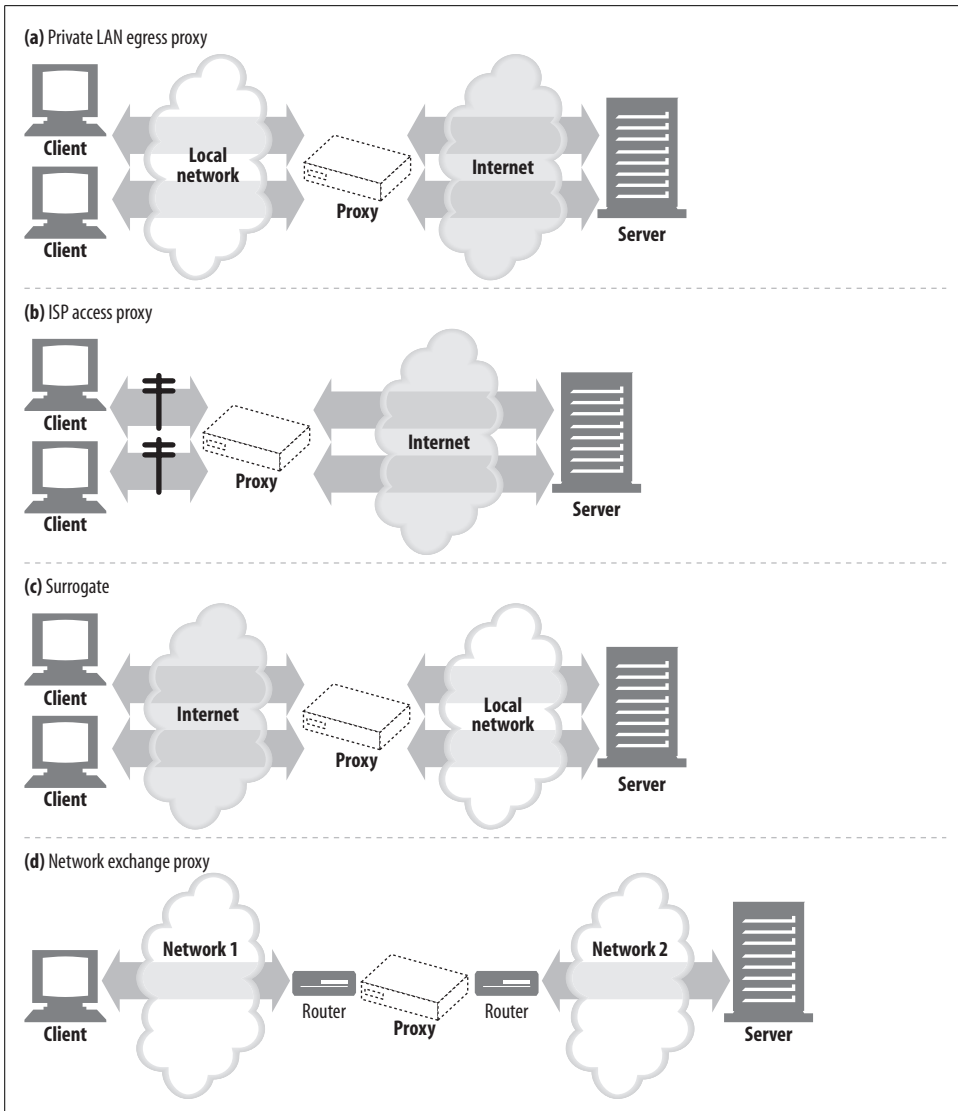 (a) Private LAN egress proxy
Client
Local
network
Internet
Proxy
Client
Server
(b) ISP access proxy
Client
Internet
Proxy
Client
Server
(c) Surrogate
Client
Internet
Local
network
Proxy
Client
Server
(d) Network exchange proxy
Network 1
Network 2
Router
Router
Proxy
Client
Server